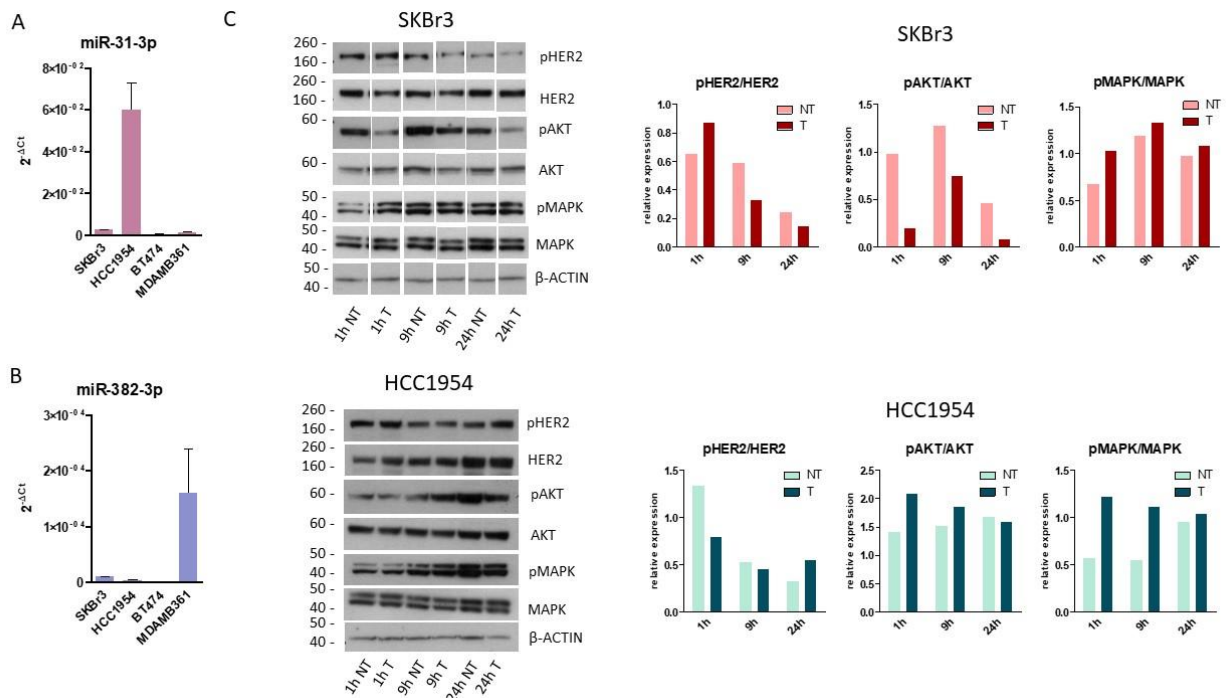 A
miR-31-3p
8×10⁻⁰²
6×10⁻⁰²
4×10⁻⁰²
2×10⁻⁰²
0
2^-ΔCt
SKBr3
HCC1954
BT474
MDAMB361
B
miR-382-3p
3×10⁻⁰⁴
2×10⁻⁰⁴
1×10⁻⁰⁴
0
2^-ΔCt
SKBr3
HCC1954
BT474
MDAMB361
C
SKBr3
260 -
160 -
pHER2
260 -
160 -
HER2
60 -
pAKT
60 -
AKT
50 -
40 -
pMAPK
50 -
40 -
MAPK
50 -
40 -
β-ACTIN
1h NT
1h T
9h NT
9h T
24h NT
24h T
SKBr3
pHER2/HER2
relative expression
1.0
0.8
0.6
0.4
0.2
0.0
1h
9h
24h
NT
T
pAKT/AKT
relative expression
1.5
1.0
0.5
0.0
1h
9h
24h
NT
T
pMAPK/MAPK
relative expression
1.5
1.0
0.5
0.0
1h
9h
24h
NT
T
HCC1954
260 -
160 -
pHER2
260 -
160 -
HER2
60 -
pAKT
60 -
AKT
50 -
40 -
pMAPK
50 -
40 -
MAPK
50 -
40 -
β-ACTIN
1h NT
1h T
9h NT
9h T
24h NT
24h T
HCC1954
pHER2/HER2
relative expression
1.5
1.0
0.5
0.0
1h
9h
24h
NT
T
pAKT/AKT
relative expression
2.5
2.0
1.5
1.0
0.5
0.0
1h
9h
24h
NT
T
pMAPK/MAPK
relative expression
1.5
1.0
0.5
0.0
1h
9h
24h
NT
T